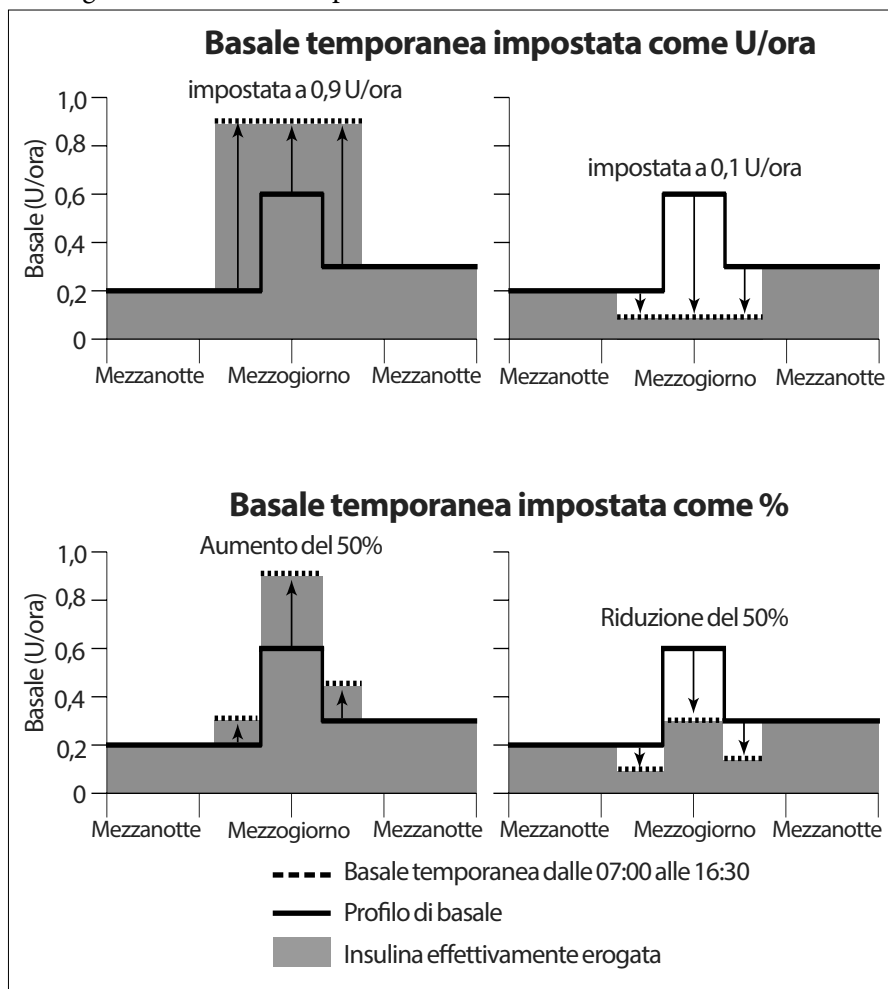 Basale temporanea impostata come U/ora
impostata a 0,9 U/ora
impostata a 0,1 U/ora
Basale (U/ora)
1,0
0,8
0,6
0,4
0,2
0
Mezzanotte Mezzogiorno Mezzanotte
Mezzanotte Mezzogiorno Mezzanotte
Basale temporanea impostata come %
Aumento del 50%
Riduzione del 50%
Basale (U/ora)
1,0
0,8
0,6
0,4
0,2
0
Mezzanotte Mezzogiorno Mezzanotte
Mezzanotte Mezzogiorno Mezzanotte
Basale temporanea dalle 07:00 alle 16:30
Profilo di basale
Insulina effettivamente erogata